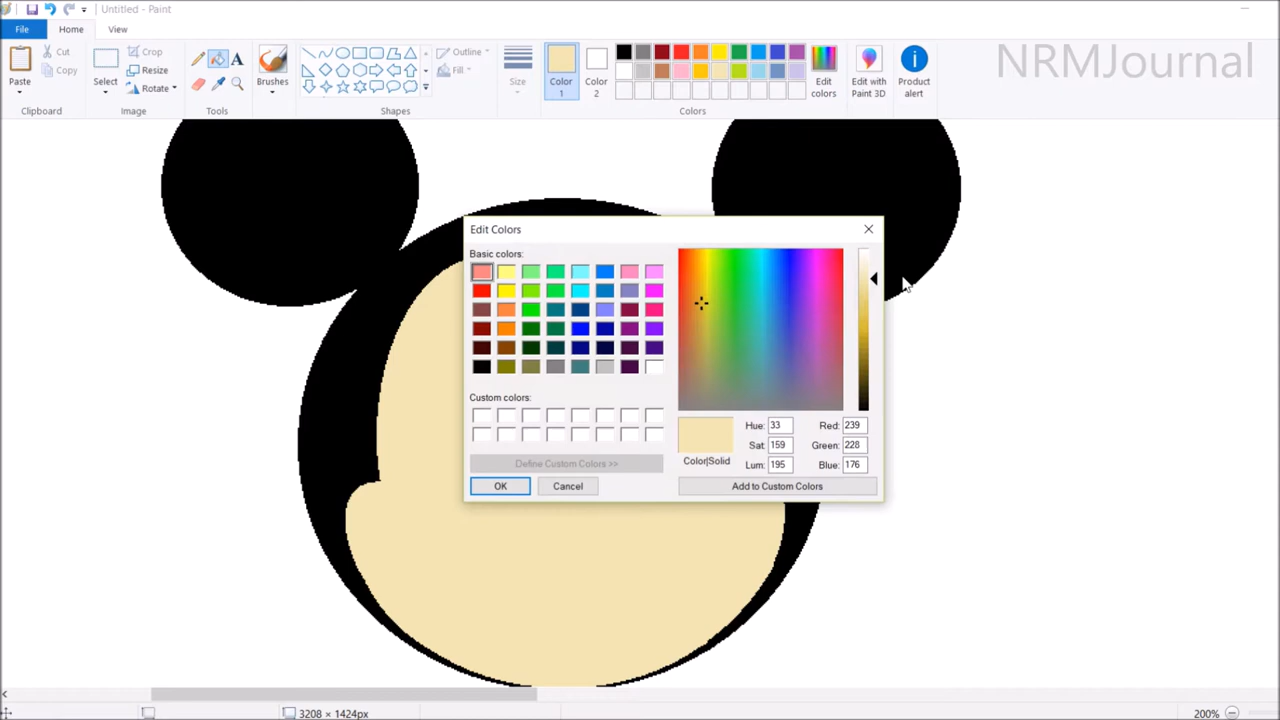 Untitled - Paint
File
Home
View
Paste
Cut
Copy
Clipboard
Select
Crop
Resize
Rotate
Image
A
Tools
Brushes
Shapes
Outline
Fill
Size
Color 1
Color 2
Edit colors
Colors
Edit with Paint 3D
Product alert
NRMJournal
Edit Colors
Basic colors:
Custom colors:
Define Custom Colors >>
OK
Cancel
Color|Solid
Hue: 33
Sat: 159
Lum: 195
Red: 239
Green: 228
Blue: 176
Add to Custom Colors
3208 × 1424px
200%